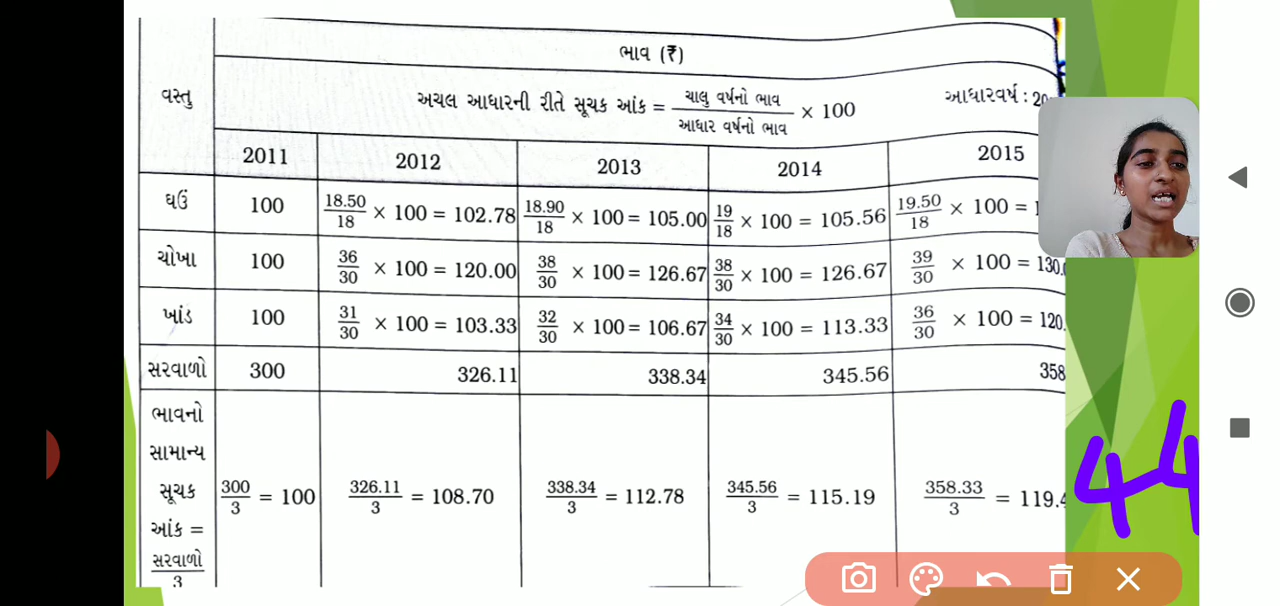 ભાવ (₹)
વસ્તુ
અચલ આધારની રીતે સૂચક આંક = ચાલુ વર્ષનો ભાવ / આધાર વર્ષનો ભાવ × 100
આધારવર્ષ :
2011 2012 2013 2014 2015
ઘઉં 100 18.50/18 × 100 = 102.78 18.90/18 × 100 = 105.00 19/18 × 100 = 105.56 19.50/18 × 100 =
ચોખા 100 36/30 × 100 = 120.00 38/30 × 100 = 126.67 38/30 × 100 = 126.67 39/30 × 100 = 130.
ખાંડ 100 31/30 × 100 = 103.33 32/30 × 100 = 106.67 34/30 × 100 = 113.33 36/30 × 100 = 120.
સરવાળો 300 326.11 338.34 345.56 358
ભાવનો
સામાન્ય
સૂચક
આંક =
સરવાળો / 3
300/3 = 100 326.11/3 = 108.70 338.34/3 = 112.78 345.56/3 = 115.19 358.33/3 = 119.4
44